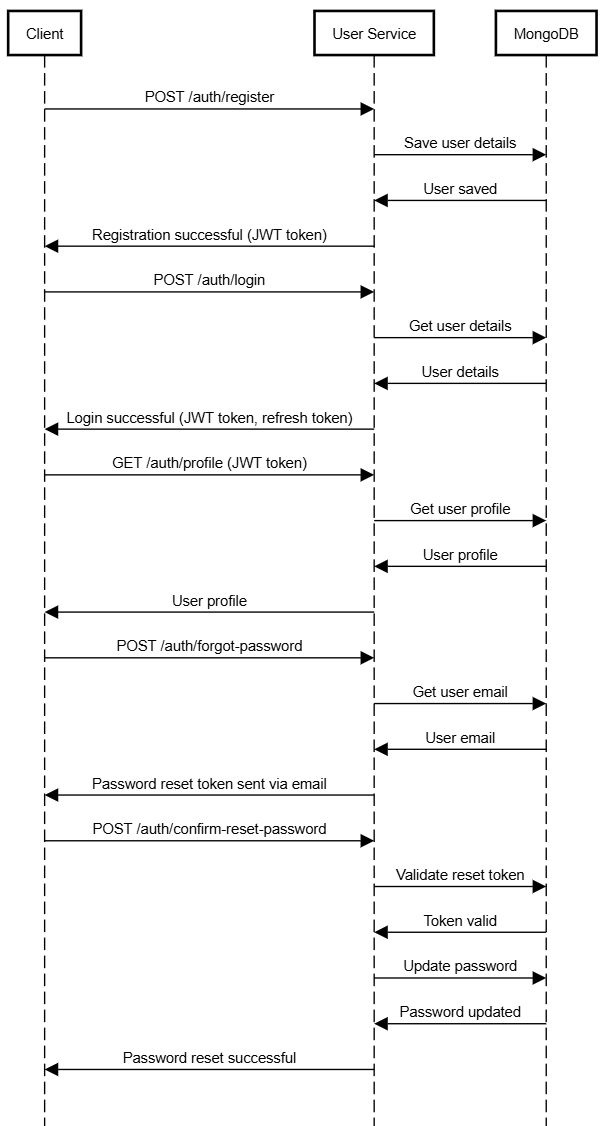 Client
User Service
MongoDB
POST /auth/register
Save user details
User saved
Registration successful (JWT token)
POST /auth/login
Get user details
User details
Login successful (JWT token, refresh token)
GET /auth/profile (JWT token)
Get user profile
User profile
User profile
POST /auth/forgot-password
Get user email
User email
Password reset token sent via email
POST /auth/confirm-reset-password
Validate reset token
Token valid
Update password
Password updated
Password reset successful